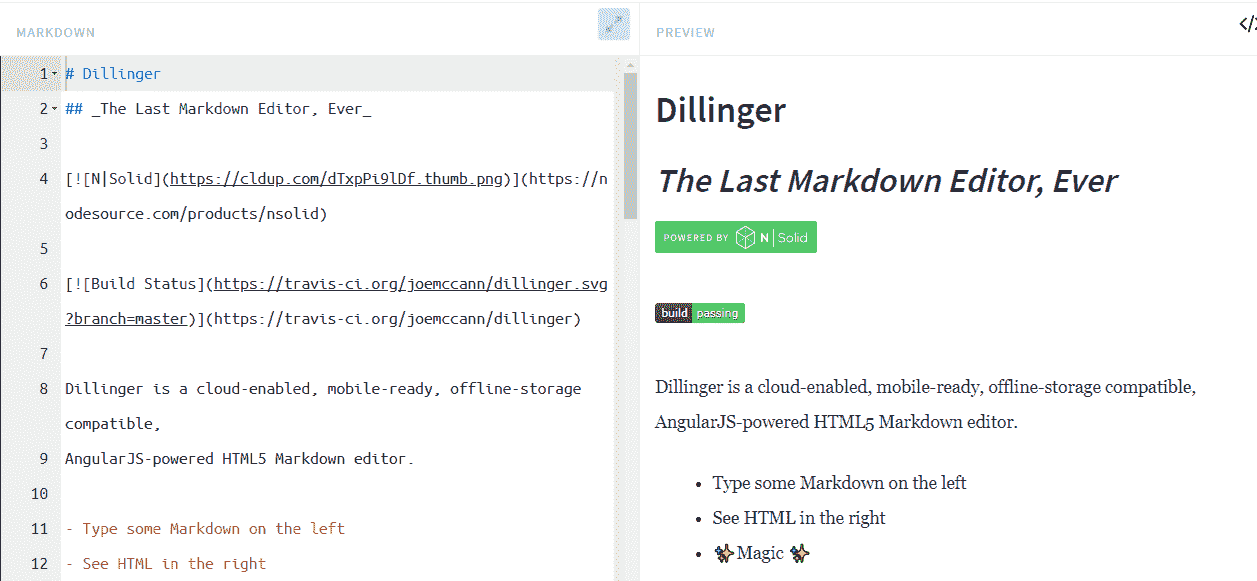 MARKDOWN
1 # Dillinger
2 ## _The Last Markdown Editor, Ever_
3
4 [![N|Solid](https://cldup.com/dTxpPi9lDf.thumb.png)](https://n
odesource.com/products/nsolid)
5
6 [![Build Status](https://travis-ci.org/joemccann/dillinger.svg
?branch=master)](https://travis-ci.org/joemccann/dillinger)
7
8 Dillinger is a cloud-enabled, mobile-ready, offline-storage
compatible,
9 AngularJS-powered HTML5 Markdown editor.
10
11 - Type some Markdown on the left
12 - See HTML in the right
PREVIEW
Dillinger
The Last Markdown Editor, Ever
POWERED BY N | Solid
build passing
Dillinger is a cloud-enabled, mobile-ready, offline-storage compatible,
AngularJS-powered HTML5 Markdown editor.
• Type some Markdown on the left
• See HTML in the right
• ✨ Magic ✨